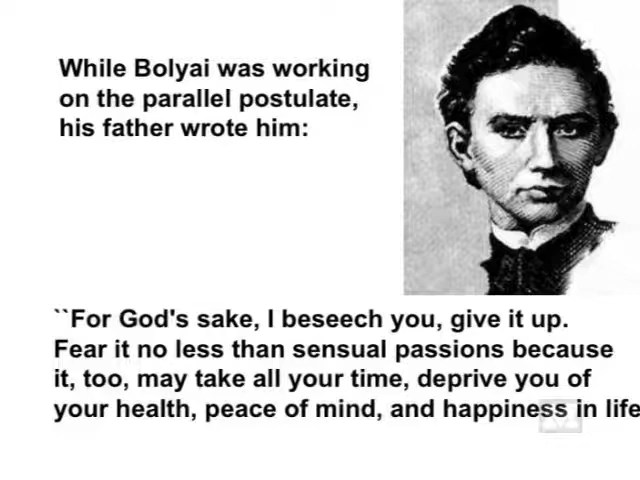 While Bolyai was working
on the parallel postulate,
his father wrote him:
``For God's sake, I beseech you, give it up.
Fear it no less than sensual passions because
it, too, may take all your time, deprive you of
your health, peace of mind, and happiness in life